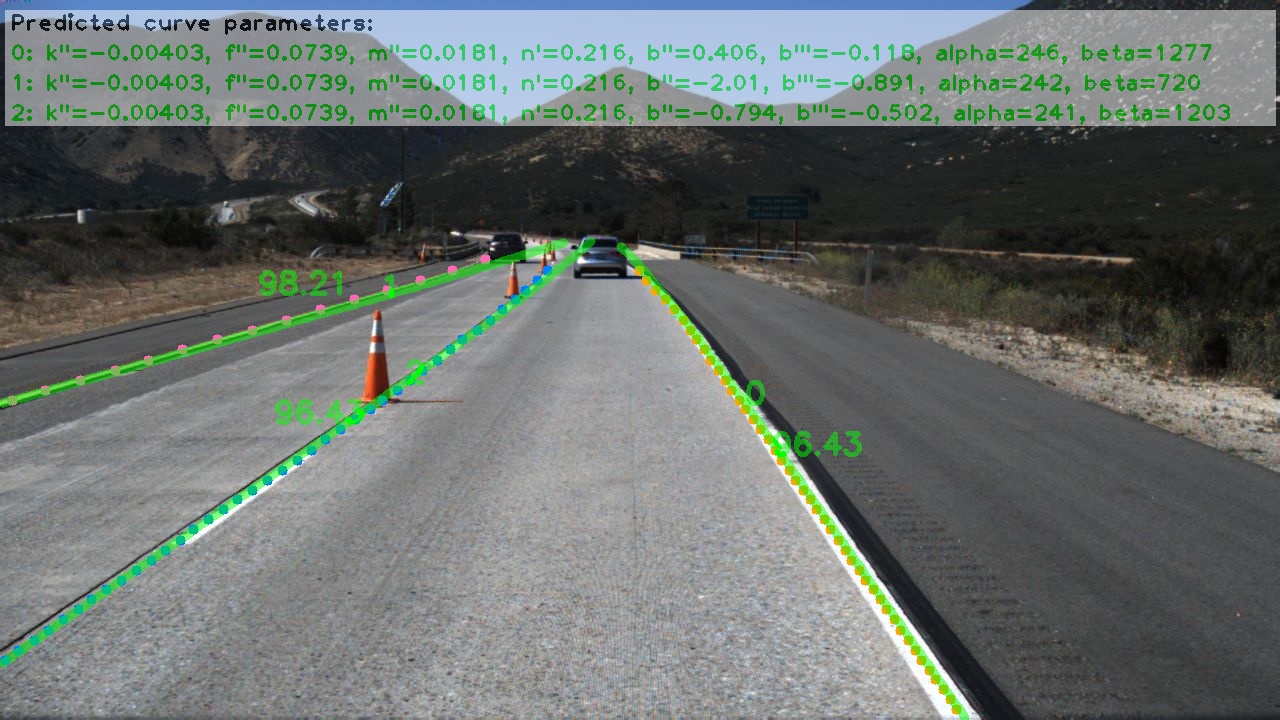 Predicted curve parameters:
0: k''=-0.00403, f''=0.0739, m''=0.0181, n'=0.216, b''=0.406, b'''=-0.118, alpha=246, beta=1277
1: k''=-0.00403, f''=0.0739, m''=0.0181, n'=0.216, b''=-2.01, b'''=-0.891, alpha=242, beta=720
2: k''=-0.00403, f''=0.0739, m''=0.0181, n'=0.216, b''=-0.794, b'''=-0.502, alpha=241, beta=1203
98.21 1
2
0
96.43
96.43